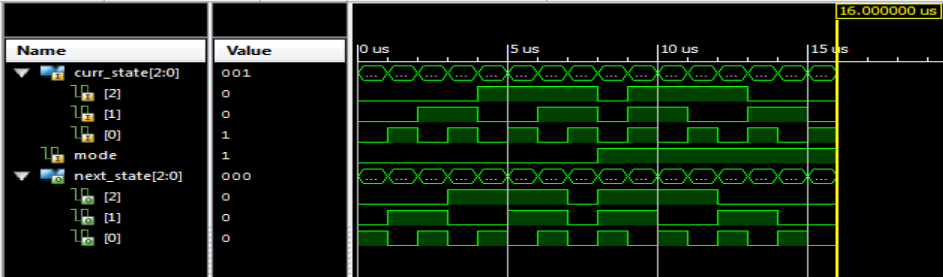 16.000000 us
Name Value 0 us 5 us 10 us 15 us
curr_state[2:0] 001 ... ... ... ... ... ... ... ... ... ... ... ... ... ... ... ...
[2] 0
[1] 0
[0] 1
mode 1
next_state[2:0] 000 ... ... ... ... ... ... ... ... ... ... ... ... ... ... ... ...
[2] 0
[1] 0
[0] 0